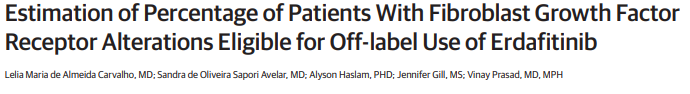 Estimation of Percentage of Patients With Fibroblast Growth Factor
Receptor Alterations Eligible for Off-label Use of Erdafitinib
Lelia Maria de Almeida Carvalho, MD; Sandra de Oliveira Sapori Avelar, MD; Alyson Haslam, PHD; Jennifer Gill, MS; Vinay Prasad, MD, MPH